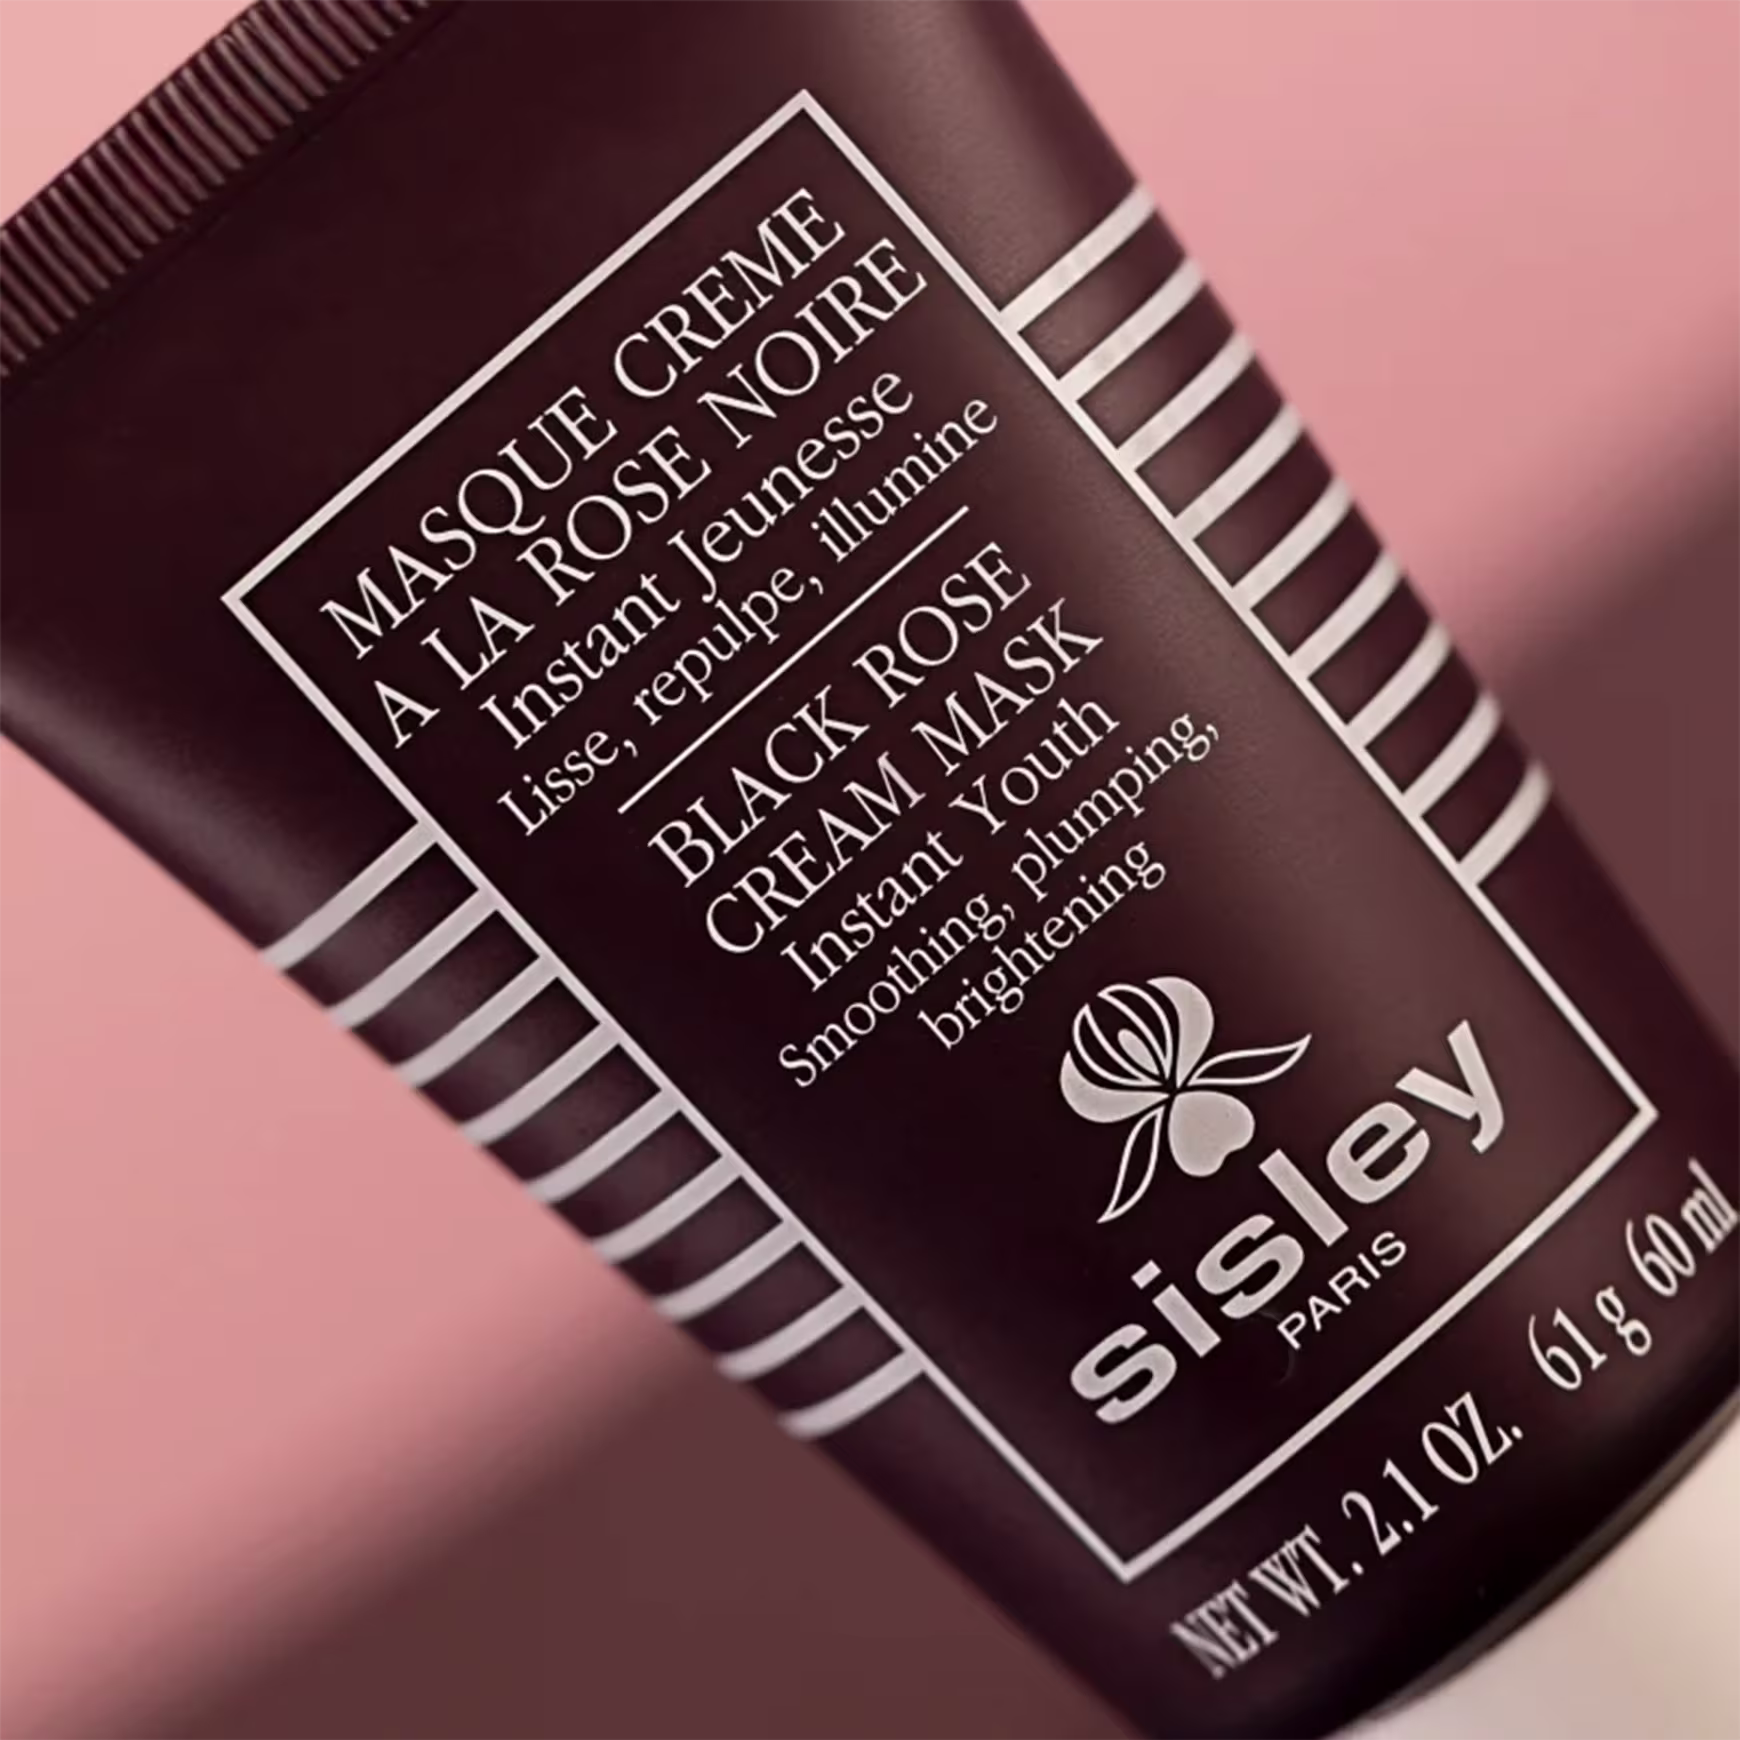 MASQUE CREME
A LA ROSE NOIRE
Instant Jeunesse
Lisse, repulpe, illumine
BLACK ROSE
CREAM MASK
Instant Youth
Smoothing, plumping,
brightening
sisley
PARIS
NET WT. 2.1 OZ. 61 g 60 ml